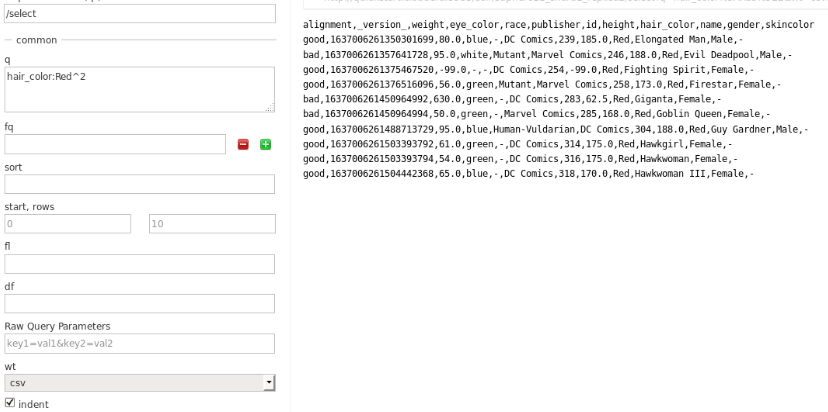 /select
common
q
hair_color:Red^2
fq
sort
start, rows
0 10
fl
df
Raw Query Parameters
key1=val1&key2=val2
wt
csv
indent
alignment,_version_,weight,eye_color,race,publisher,id,height,hair_color,name,gender,skincolor
good,1637006261350301699,80.0,blue,-,DC Comics,239,185.0,Red,Elongated Man,Male,-
bad,1637006261357641728,95.0,white,Mutant,Marvel Comics,246,188.0,Red,Evil Deadpool,Male,-
good,1637006261375467520,-99.0,-,-,DC Comics,254,-99.0,Red,Fighting Spirit,Female,-
good,1637006261376516096,56.0,green,Mutant,Marvel Comics,258,173.0,Red,Firestar,Female,-
bad,1637006261450964992,630.0,green,-,DC Comics,283,62.5,Red,Giganta,Female,-
bad,1637006261450964994,50.0,green,-,Marvel Comics,285,168.0,Red,Goblin Queen,Female,-
good,1637006261488713729,95.0,blue,Human-Vuldarian,DC Comics,304,188.0,Red,Guy Gardner,Male,-
good,1637006261503393792,61.0,green,-,DC Comics,314,175.0,Red,Hawkgirl,Female,-
good,1637006261503393794,54.0,green,-,DC Comics,316,175.0,Red,Hawkwoman,Female,-
good,1637006261504442368,65.0,blue,-,DC Comics,318,170.0,Red,Hawkwoman III,Female,-